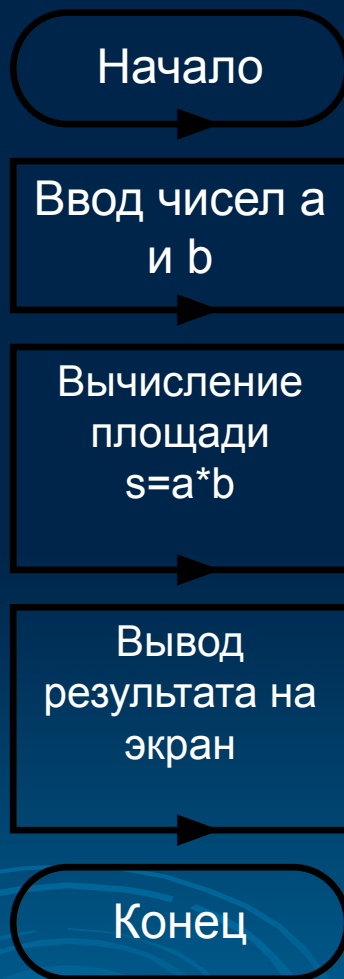 Начало
Ввод чисел a
и b
Вычисление
площади
s=a*b
Вывод
результата на
экран
Конец